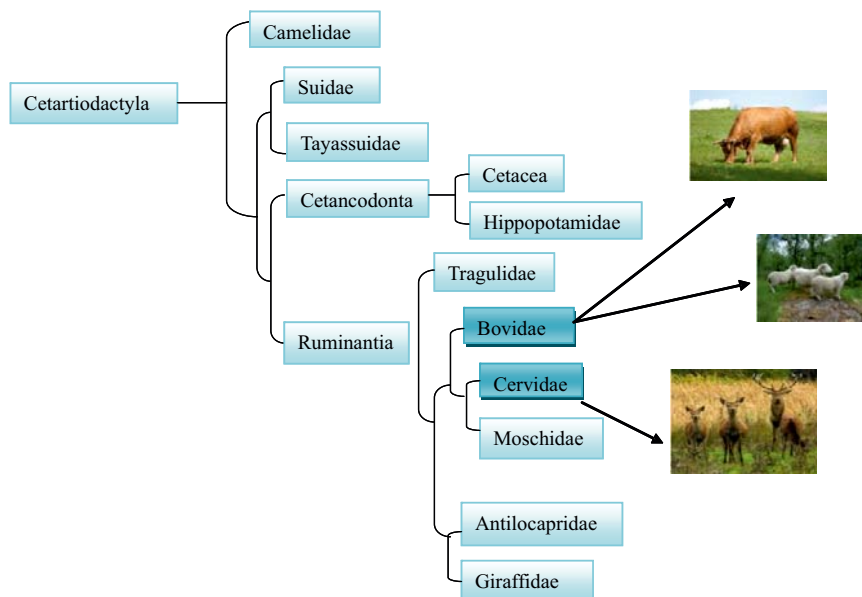 Camelidae
Cetartiodactyla
Suidae
Tayassuidae
Cetancodonta
Cetacea
Hippopotamidae
Ruminantia
Tragulidae
Bovidae
Cervidae
Moschidae
Antilocapridae
Giraffidae